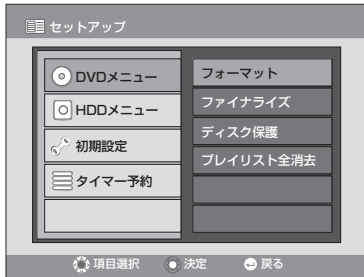 セットアップ
DVDメニュー
HDDメニュー
初期設定
タイマー予約
フォーマット
ファイナライズ
ディスク保護
プレイリスト全消去
項目選択 決定 戻る